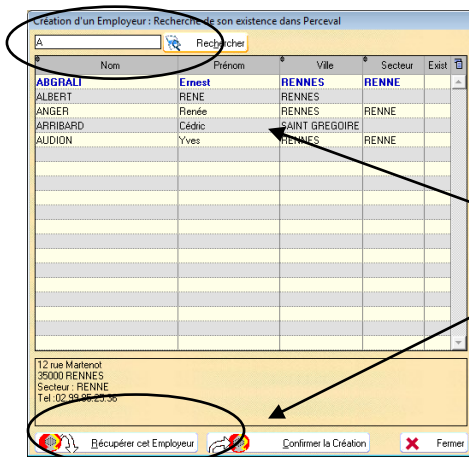 Création d'un Employeur : Recherche de son existence dans Perceval
A Rechercher
Nom Prénom Ville Secteur Exist
ABGRALL Ernest RENNES RENNE
ALBERT RENE RENNES
ANGER Renée RENNES RENNE
ARRIBARD Cédric SAINT GREGOIRE
AUDION Yves RENNES RENNE
12 rue Martenot
35000 RENNES
Secteur : RENNE
Tel :02.99.85.25.36
Récupérer cet Employeur Confirmer la Création Fermer